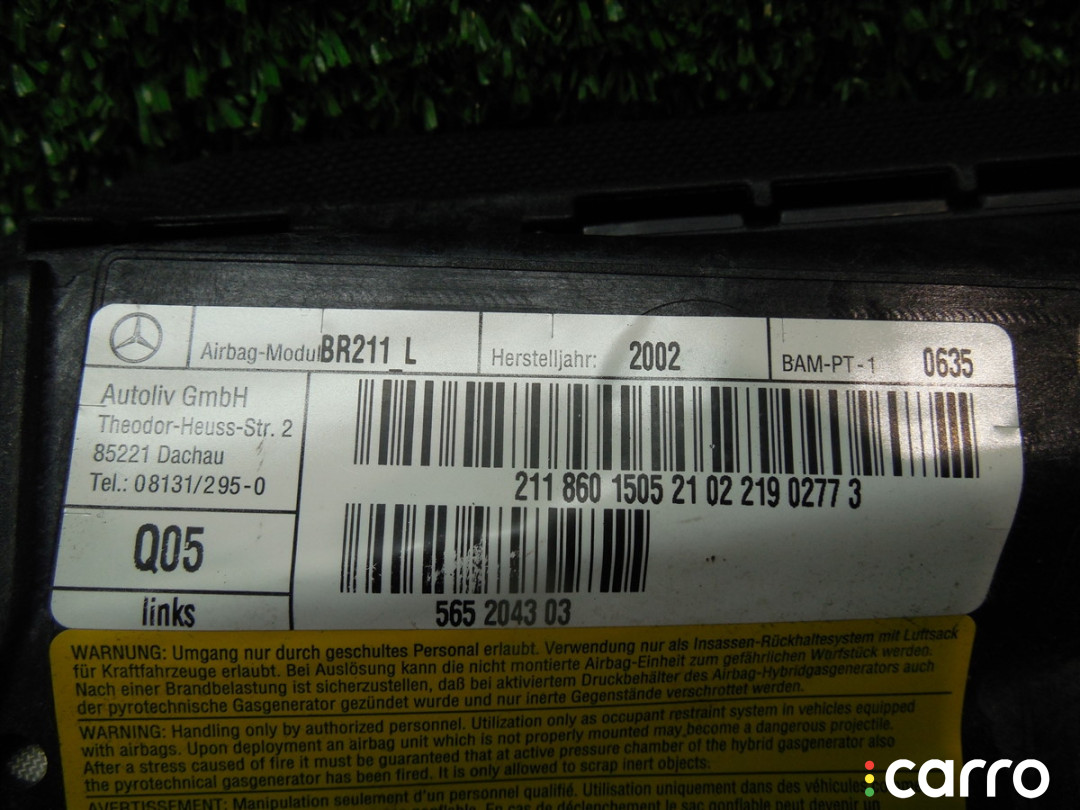 Airbag-Modul BR211_L
Herstelljahr: 2002
BAM-PT-1 0635
Autoliv GmbH
Theodor-Heuss-Str. 2
85221 Dachau
Tel.: 08131/295-0
211 860 1505 21 02 219 0277 3
Q05
links
565 2043 03
WARNUNG: Umgang nur durch geschultes Personal erlaubt. Verwendung nur als Insassen-Rückhaltesystem mit Luftsack
für Kraftfahrzeuge erlaubt. Bei Auslösung kann die nicht montierte Airbag-Einheit zum gefährlichen Wurfstück werden.
Nach einer Brandbelastung ist sicherzustellen, daß bei aktiviertem Druckbehälter des Airbag-Hybridgasgenerators auch
der pyrotechnische Gasgenerator gezündet wurde und nur inerte Gegenstände verschrottet werden.
WARNING: Handling only by authorized personnel. Utilization only as occupant restraint system in vehicles equipped
with airbags. Upon deployment an airbag unit which is not properly mounted may become a dangerous projectile.
After a stress caused of fire it must be guaranteed that at active pressure chamber of the hybrid gasgenerator also
the pyrotechnical gasgenerator has been fired. It is only allowed to scrap inert objects.
AVERTISSEMENT: Manipulation seulement d'un personnel qualifié. Utilisation uniquement dans des véhicules
carro